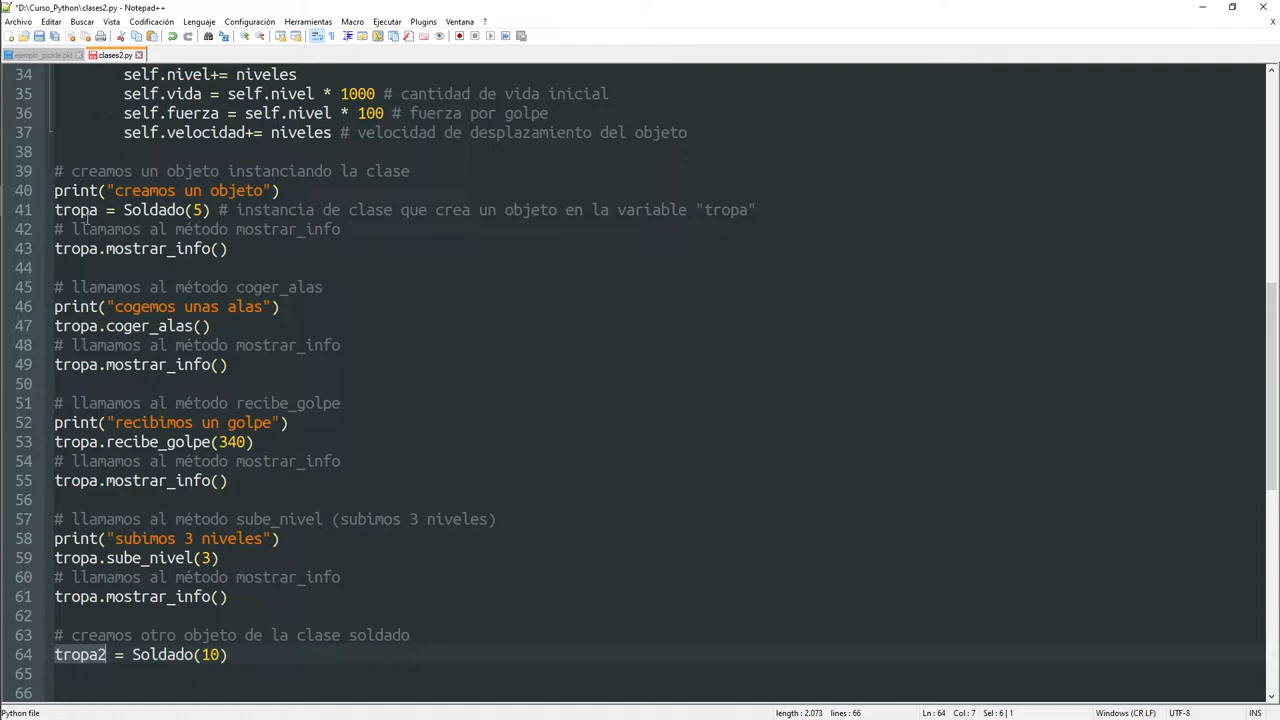 *D:\Curso_Python\clases2.py - Notepad++
Archivo Editar Buscar Vista Codificación Lenguaje Configuración Herramientas Macro Ejecutar Plugins Ventana ?
ejemplo_pickle.pkl clases2.py
34 self.nivel+= niveles
35 self.vida = self.nivel * 1000 # cantidad de vida inicial
36 self.fuerza = self.nivel * 100 # fuerza por golpe
37 self.velocidad+= niveles # velocidad de desplazamiento del objeto
38
39 # creamos un objeto instanciando la clase
40 print("creamos un objeto")
41 tropa = Soldado(5) # instancia de clase que crea un objeto en la variable "tropa"
42 # llamamos al método mostrar_info
43 tropa.mostrar_info()
44
45 # llamamos al método coger_alas
46 print("cogemos unas alas")
47 tropa.coger_alas()
48 # llamamos al método mostrar_info
49 tropa.mostrar_info()
50
51 # llamamos al método recibe_golpe
52 print("recibimos un golpe")
53 tropa.recibe_golpe(340)
54 # llamamos al método mostrar_info
55 tropa.mostrar_info()
56
57 # llamamos al método sube_nivel (subimos 3 niveles)
58 print("subimos 3 niveles")
59 tropa.sube_nivel(3)
60 # llamamos al método mostrar_info
61 tropa.mostrar_info()
62
63 # creamos otro objeto de la clase soldado
64 tropa2 = Soldado(10)
65
66
Python file length: 2.073 lines: 66 Ln: 64 Col: 7 Sel: 6 | 1 Windows (CR LF) UTF-8 INS